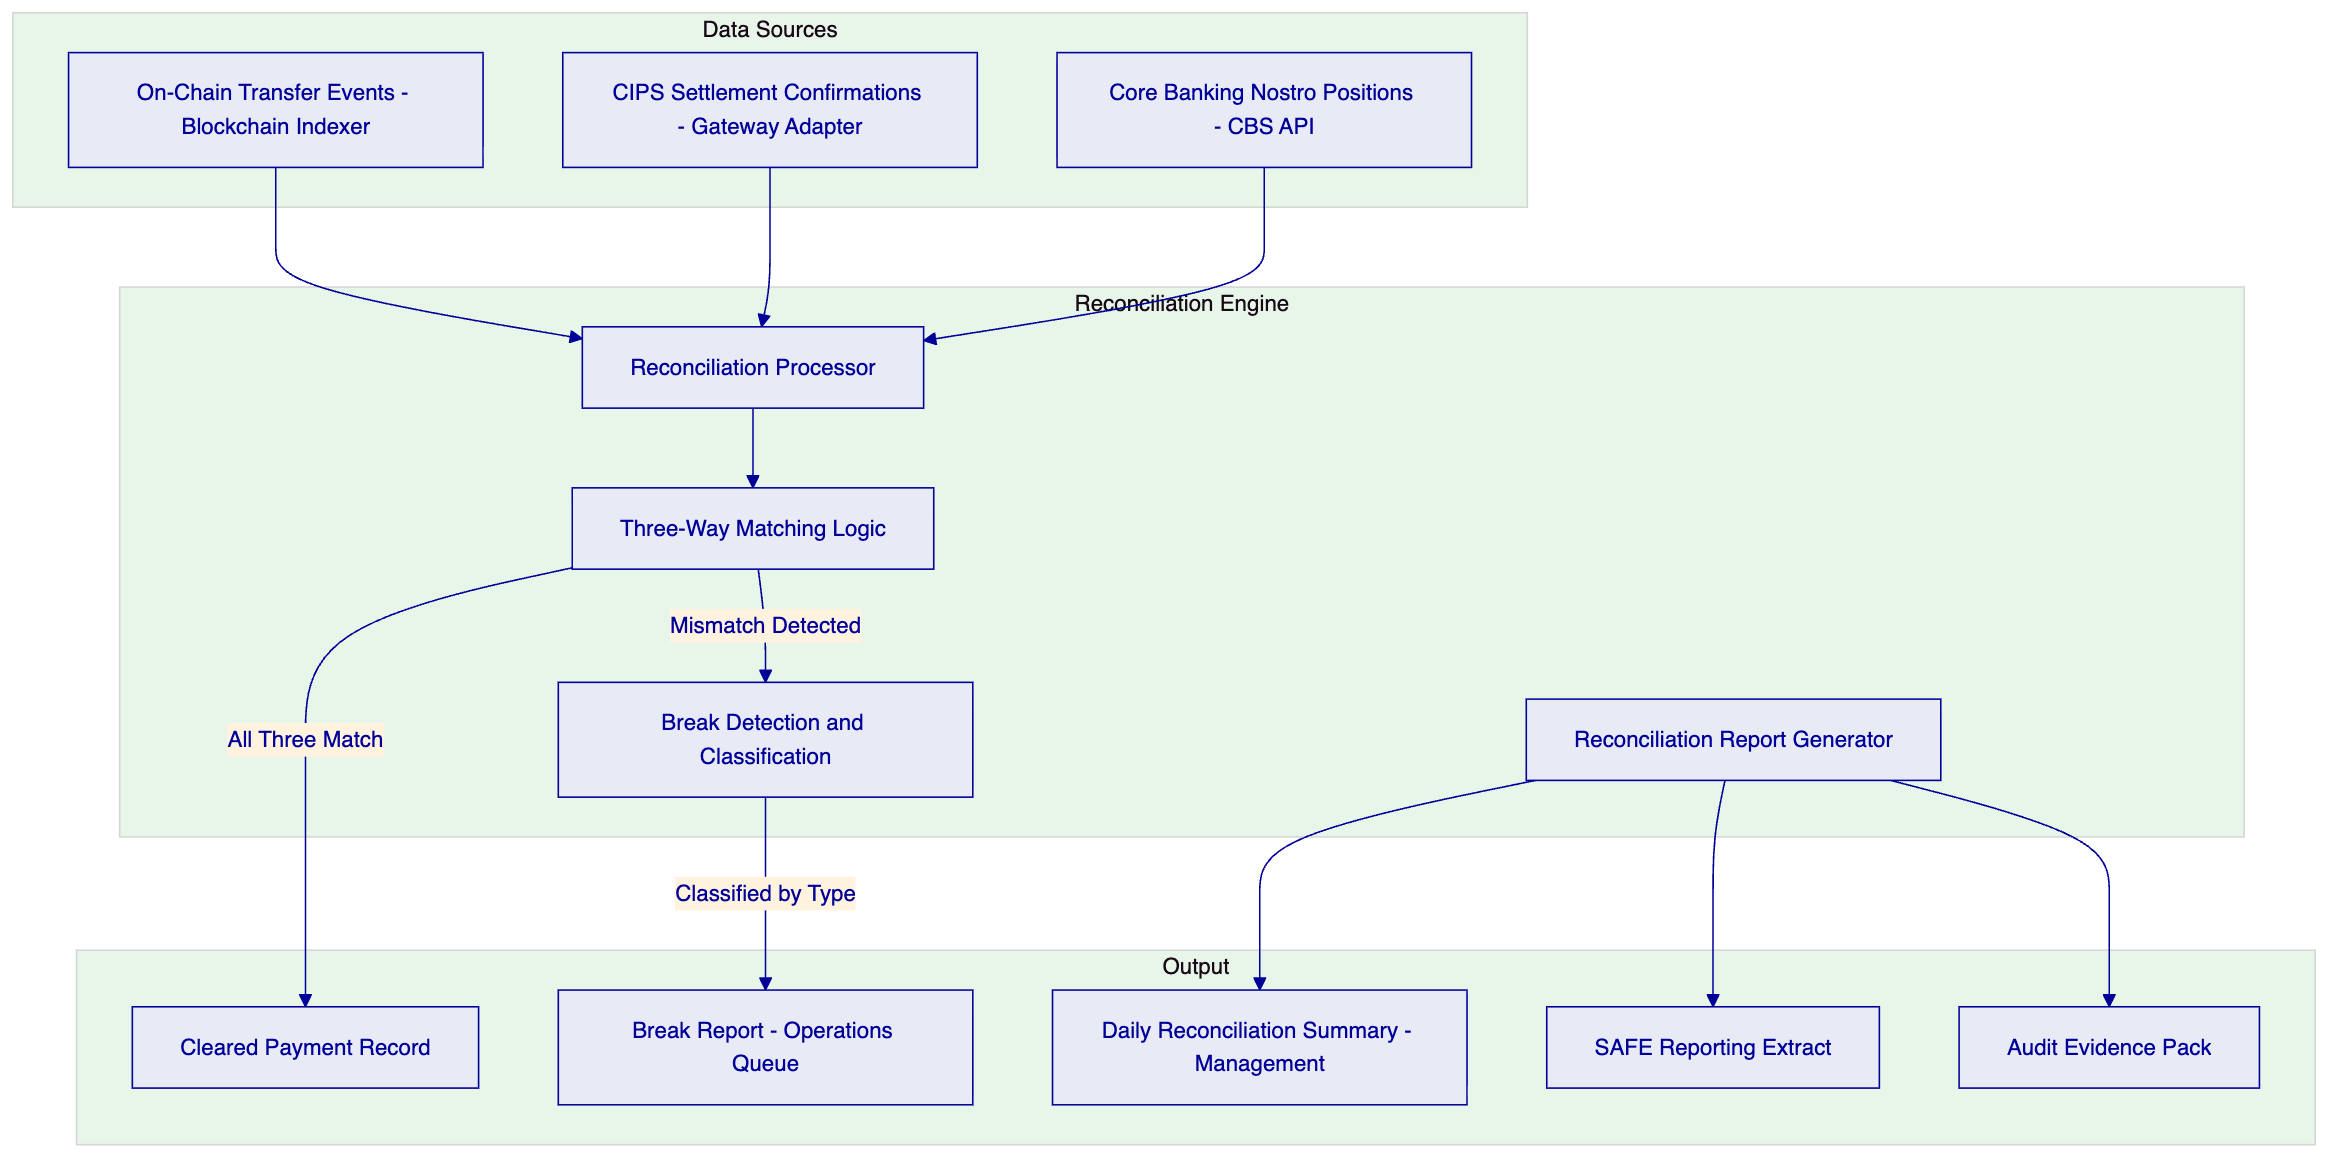 Data Sources
On-Chain Transfer Events -
Blockchain Indexer
CIPS Settlement Confirmations
- Gateway Adapter
Core Banking Nostro Positions
- CBS API
Reconciliation Engine
Reconciliation Processor
Three-Way Matching Logic
Mismatch Detected
All Three Match
Break Detection and
Classification
Reconciliation Report Generator
Classified by Type
Output
Cleared Payment Record
Break Report - Operations
Queue
Daily Reconciliation Summary -
Management
SAFE Reporting Extract
Audit Evidence Pack